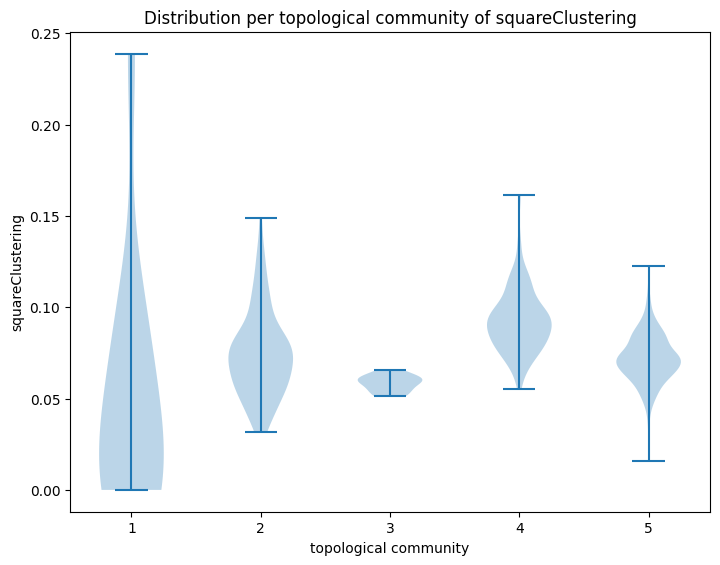 Distribution per topological community of squareClustering
squareClustering
0.25
0.20
0.15
0.10
0.05
0.00
1 2 3 4 5
topological community